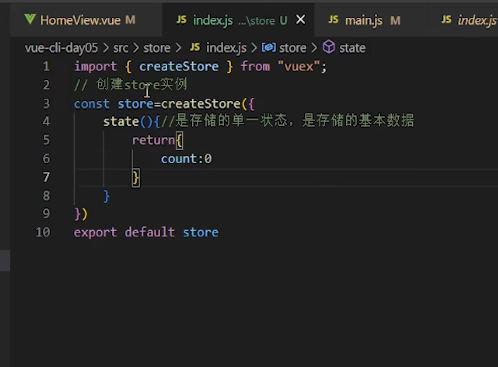 HomeView.vue M
JS index.js ...\store U
JS main.js M
JS index.js
vue-cli-day05 > src > store > JS index.js > store > state
1 import { createStore } from "vuex";
2 // 创建store实例
3 const store=createStore({
4 state(){//是存储的单一状态，是存储的基本数据
5 return{
6 count:0
7 }
8 }
9 })
10 export default store